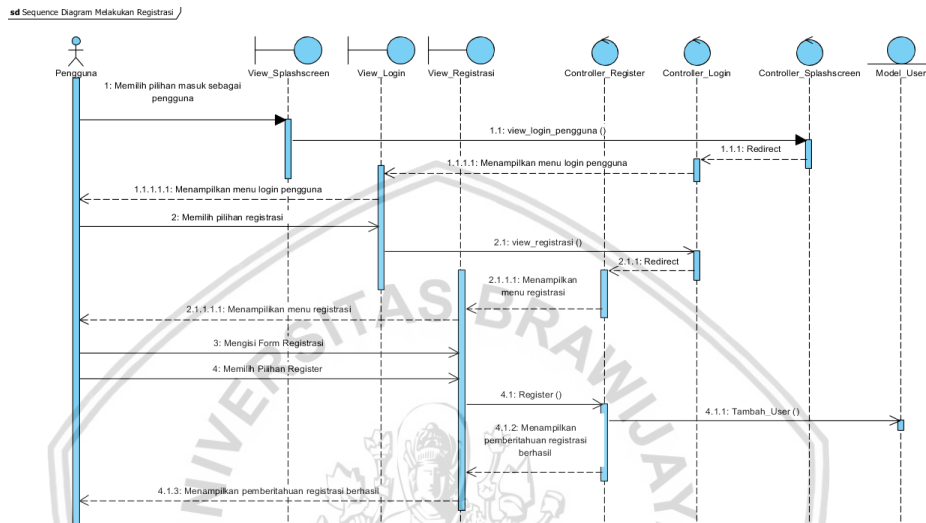 sd Sequence Diagram Melakukan Registrasi
Pengguna
View_Splashscreen
View_Login
View_Registrasi
Controller_Register
Controller_Login
Controller_Splashscreen
Model_User
1: Memilih pilihan masuk sebagai
pengguna
1.1: view_login_pengguna ()
1.1.1: Redirect
1.1.1.1: Menampilkan menu login pengguna
1.1.1.1.1: Menampilkan menu login pengguna
2: Memilih pilihan registrasi
2.1: view_registrasi ()
2.1.1: Redirect
2.1.1.1: Menampilkan
menu registrasi
2.1.1.1.1: Menampilikan menu registrasi
3: Mengisi Form Registrasi
4: Memilih Pilihan Register
4.1: Register ()
4.1.1: Tambah_User ()
4.1.2: Menampilkan
pemberitahuan registrasi
berhasil
4.1.3: Menampilkan pemberitahuan registrasi berhasil
NIVERSITAS BRAWIJAYA